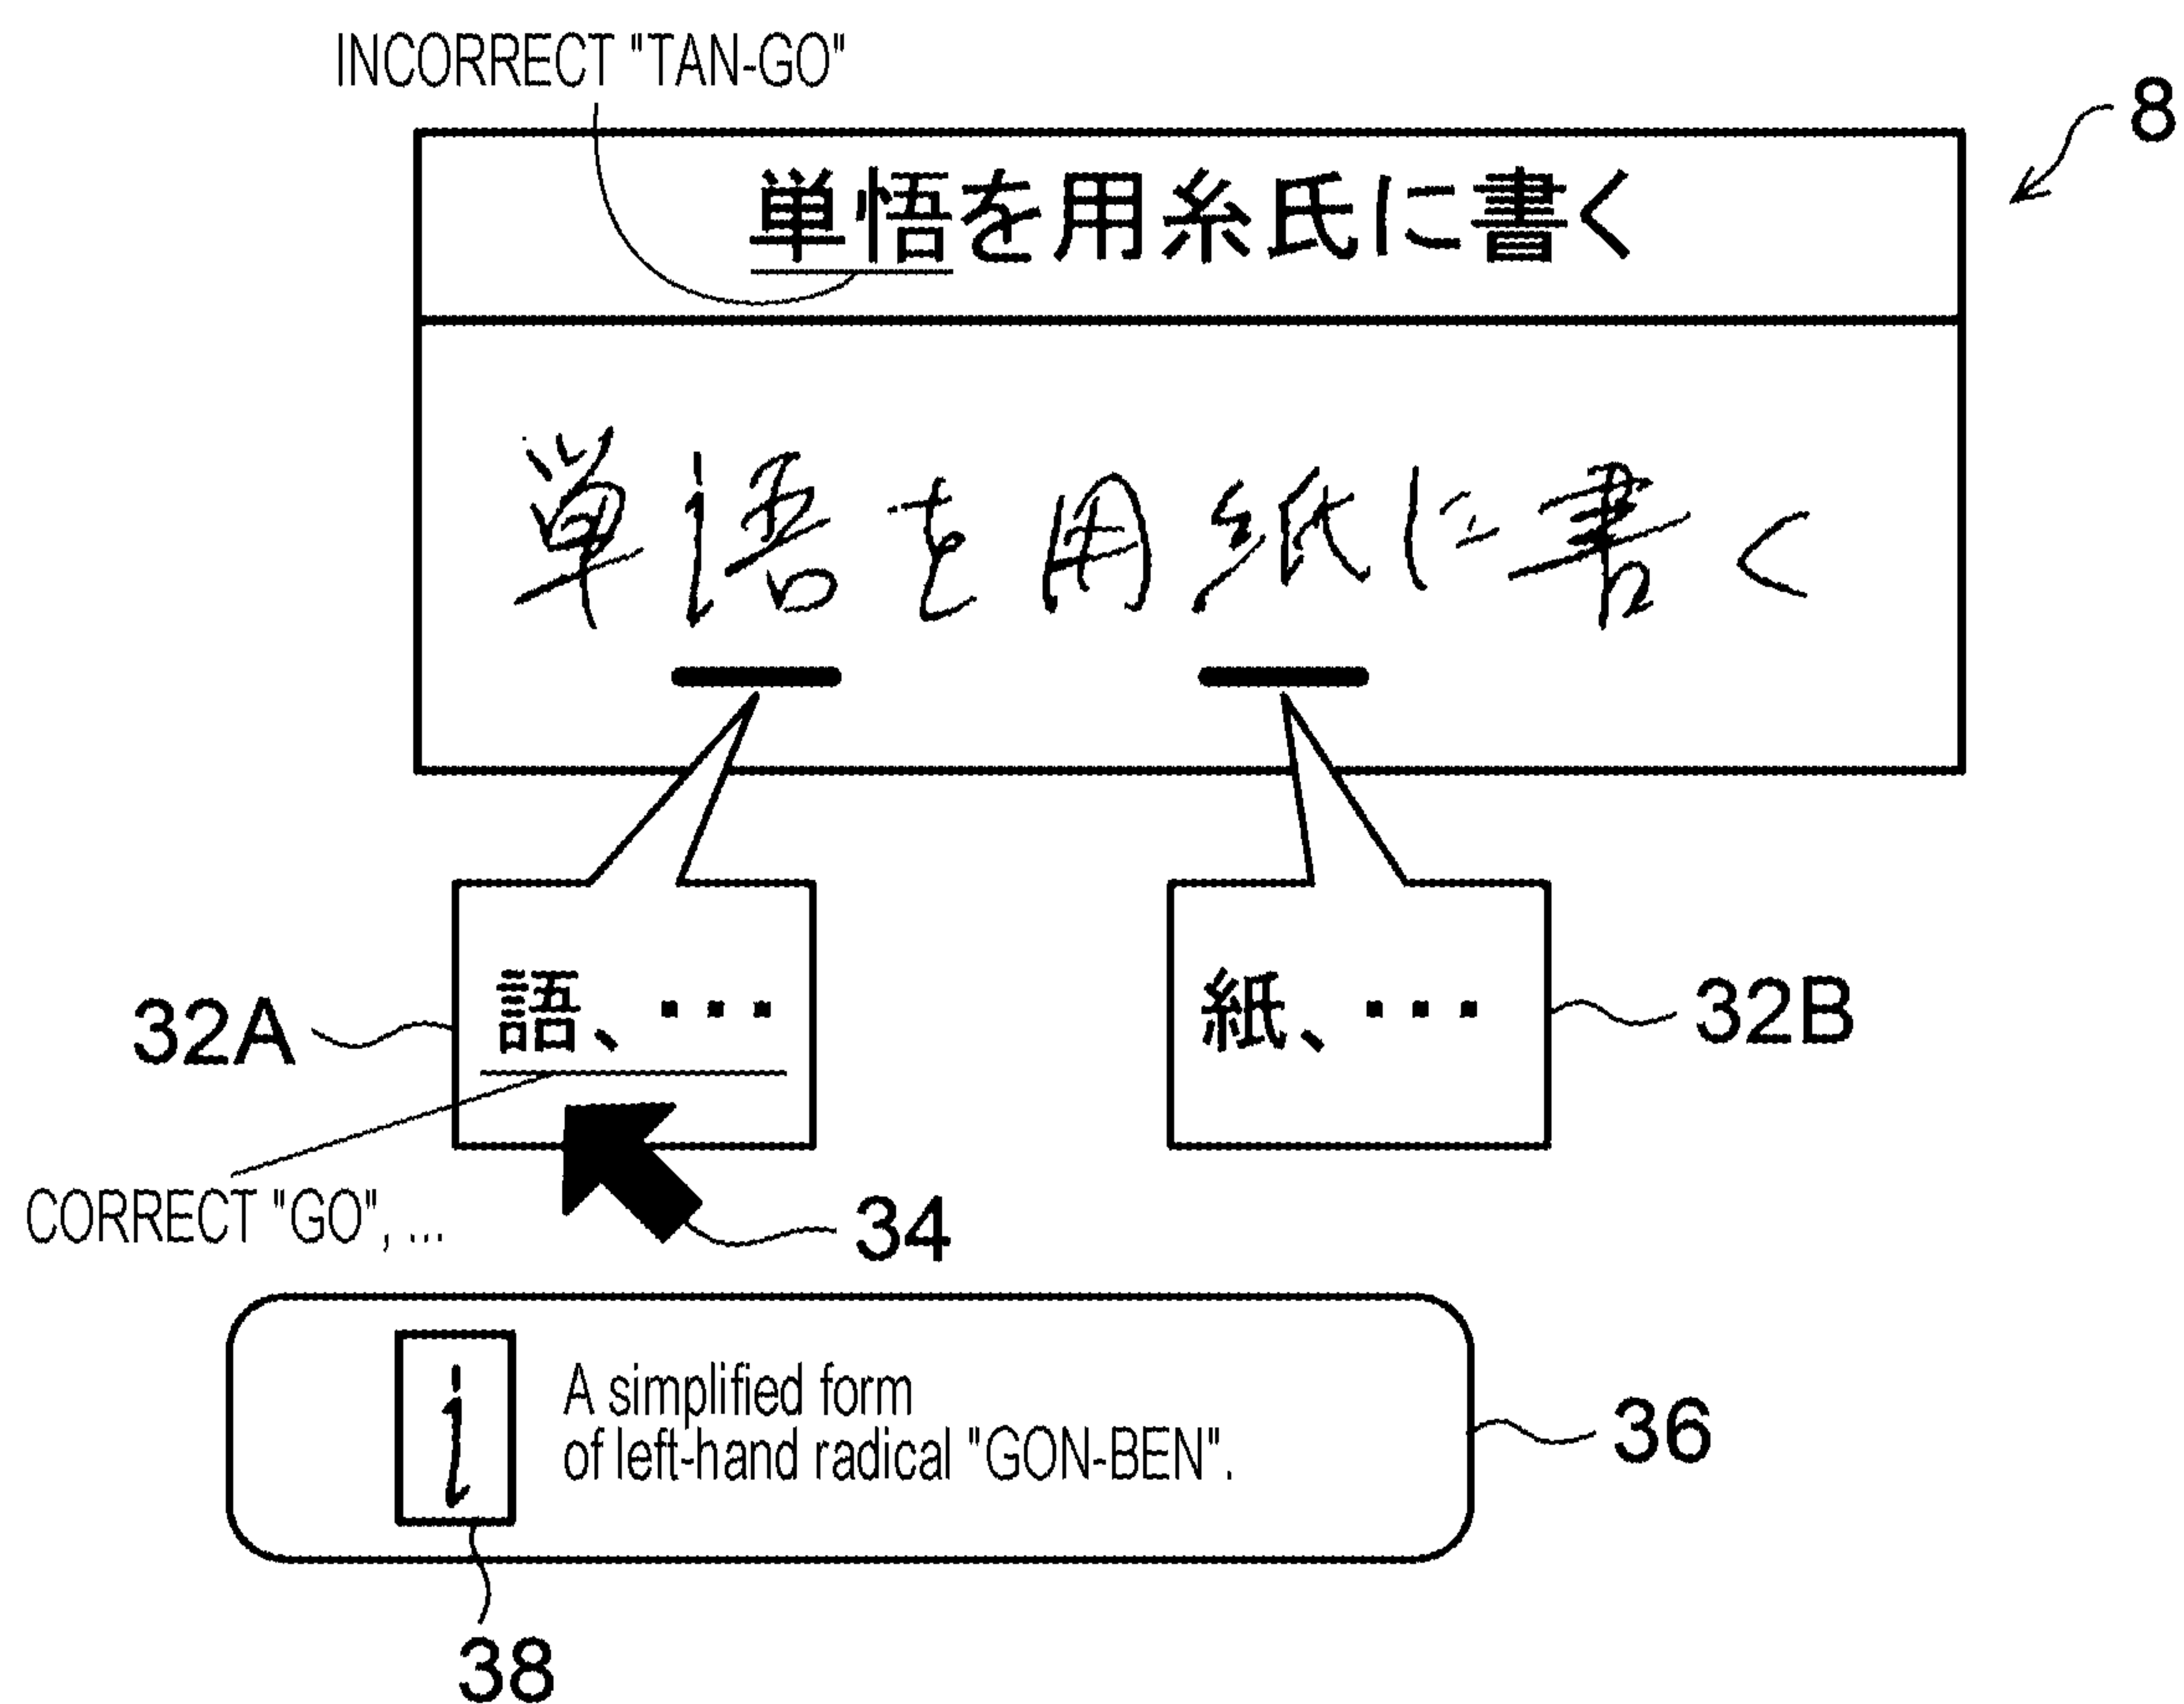 INCORRECT "TAN-GO"
8
単悟を用糸氏に書く
単語を用紙に書く
32A
語、・・・
紙、・・・
32B
CORRECT "GO", ...
34
A simplified form
of left-hand radical "GON-BEN".
36
38